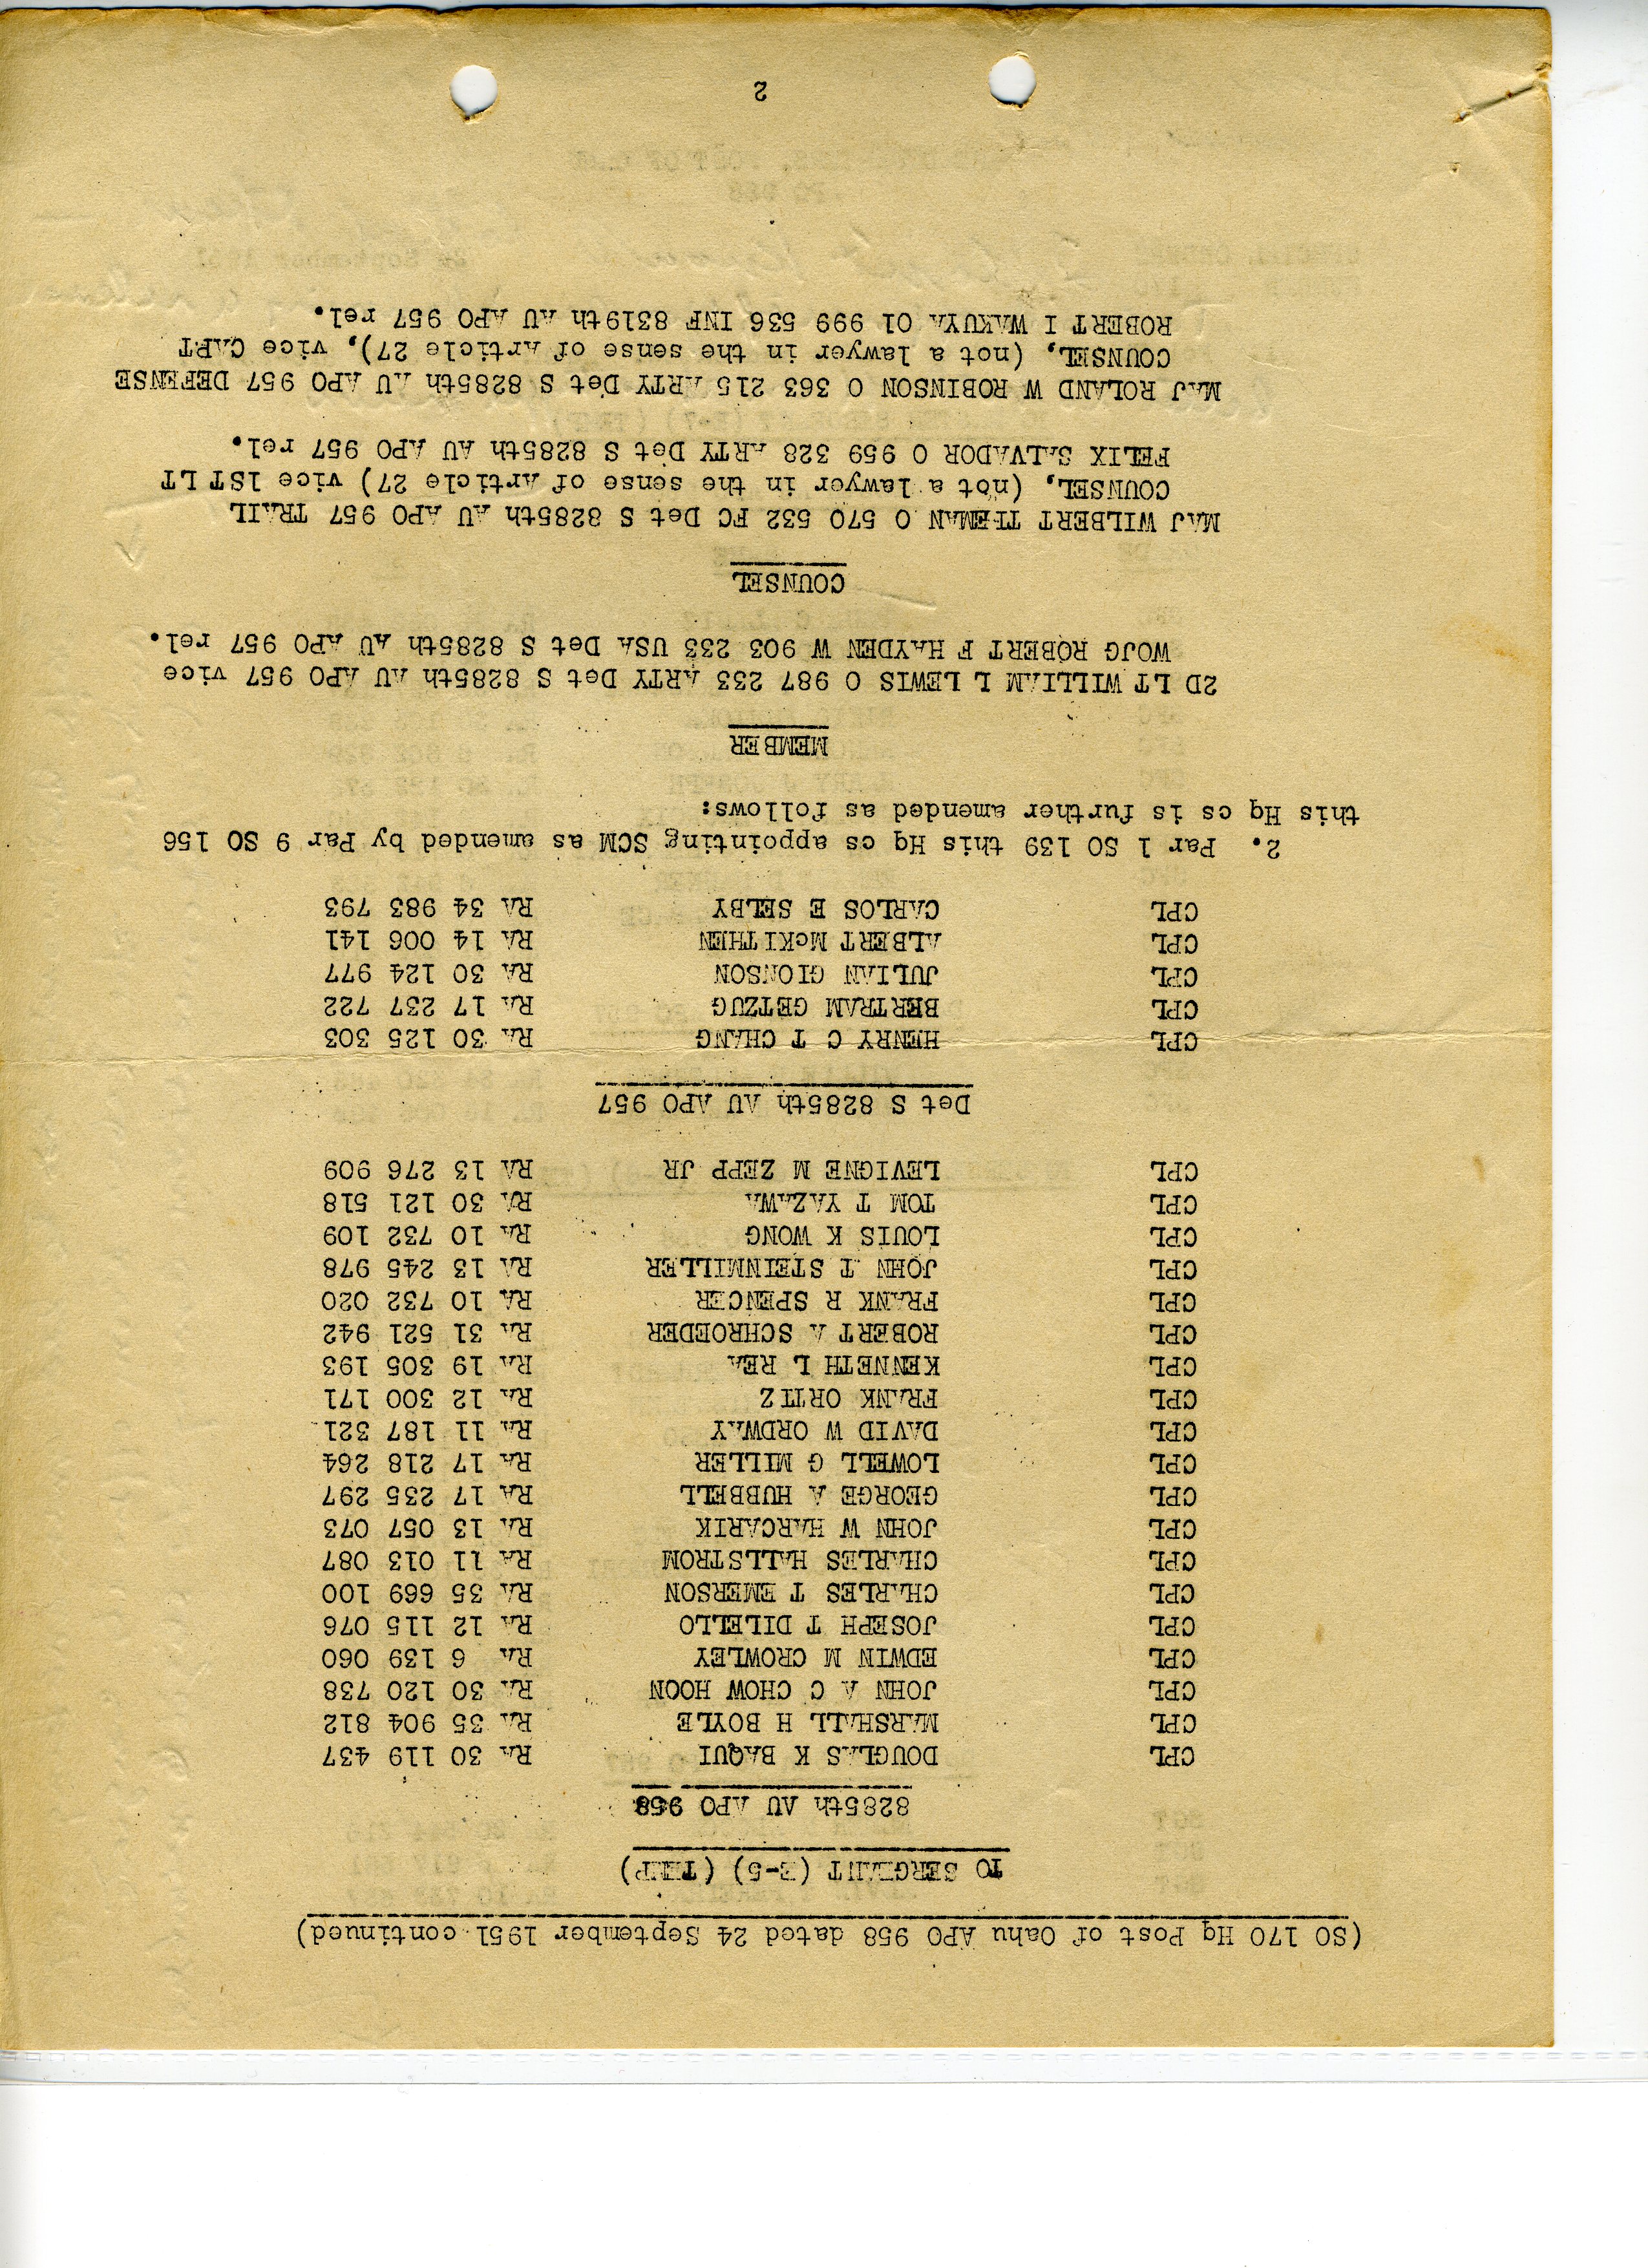 (SO 170 Hq Post of Oahu APO 958 dated 24 September 1951 continued)
TO SERGEANT (E-5) (TEMP)
8285th AU APO 958
CPL DOUGLAS K BAQUI RA 30 119 437
CPL MARSHALL H BOYLE RA 35 904 812
CPL JOHN A C CHOW HOON RA 30 120 738
CPL EDWIN M CROWLEY RA 6 139 060
CPL JOSEPH T DILELLO RA 12 115 076
CPL CHARLES T EMERSON RA 35 669 100
CPL CHARLES HALLSTROM RA 11 013 087
CPL JOHN W HARCARIK RA 13 057 073
CPL GEORGE A HUBBELL RA 17 235 297
CPL LOWELL G MILLER RA 17 218 264
CPL DAVID W ORDWAY RA 11 187 321
CPL FRANK ORTIZ RA 12 300 171
CPL KENNETH L REA RA 19 305 193
CPL ROBERT A SCHROEDER RA 31 521 942
CPL FRANK R SPENCER RA 10 732 020
CPL JOHN T STEINMILLER RA 13 245 978
CPL LOUIS K WONG RA 10 732 109
CPL TOM T YAZAWA RA 30 121 518
CPL LEVIGNE M ZEPP JR RA 13 276 909
Det S 8285th AU APO 957
CPL HENRY C T CHANG RA 30 125 303
CPL BERTRAM GETZUG RA 17 237 722
CPL JULIAN GIONSON RA 30 124 977
CPL ALBERT McKITHEN RA 14 006 141
CPL CARLOS E SELBY RA 34 983 793
2. Par 1 SO 139 this Hq cs appointing SCM as amended by Par 9 SO 156
this Hq cs is further amended as follows:
MEMBER
2D LT WILLIAM L LEWIS O 987 233 ARTY Det S 8285th AU APO 957 vice
WOJG ROBERT F HAYDEN W 903 233 USA Det S 8285th AU APO 957 rel.
COUNSEL
MAJ WILBERT TIEMAN O 570 532 FC Det S 8285th AU APO 957 TRAIL
COUNSEL, (not a lawyer in the sense of Article 27) vice 1ST LT
FELIX SALVADOR O 959 328 ARTY Det S 8285th AU APO 957 rel.
MAJ ROLAND W ROBINSON O 363 215 ARTY Det S 8285th AU APO 957 DEFENSE
COUNSEL, (not a lawyer in the sense of Article 27), vice CAPT
ROBERT I WAKUYA O1 999 536 INF 8319th AU APO 957 rel.
2